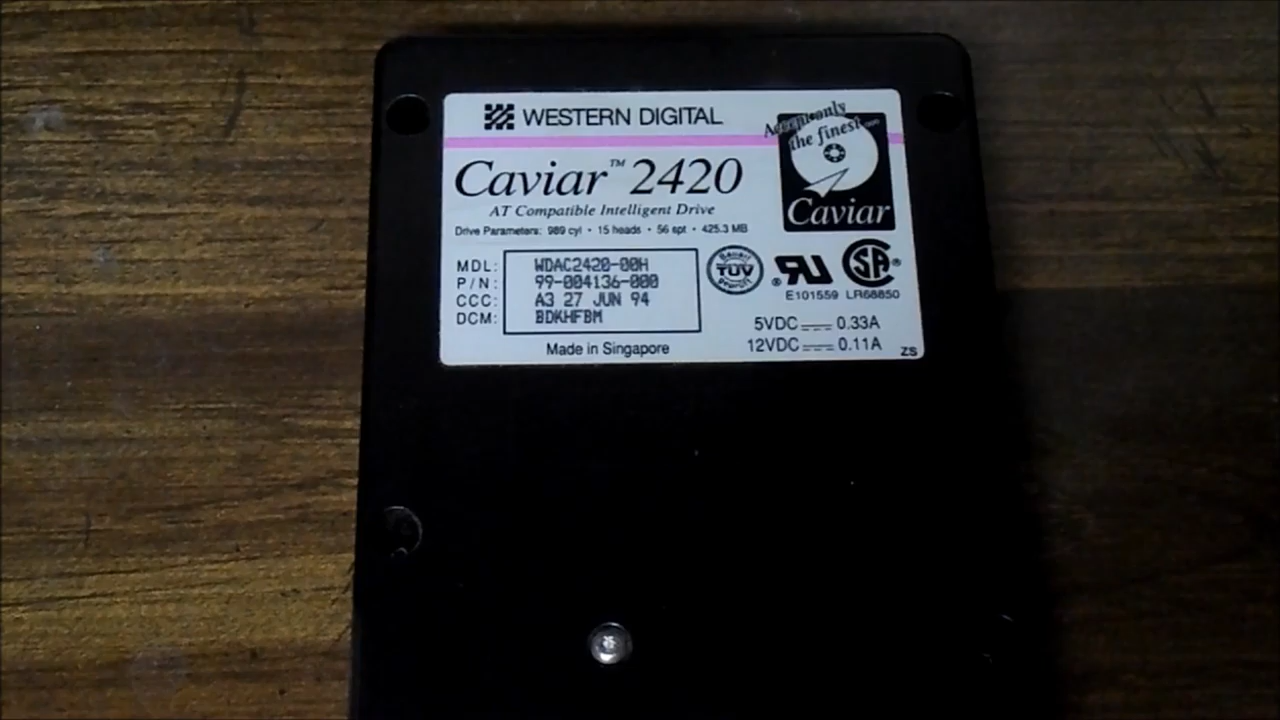 WESTERN DIGITAL
Accept only
the finest
Caviar™ 2420
AT Compatible Intelligent Drive
Caviar
Drive Parameters: 989 cyl • 15 heads • 56 spt • 425.3 MB
MDL: WDAC2420-00H
P/N: 99-004136-000
CCC: A3 27 JUN 94
DCM: BDKHFBM
TÜV
E101559 LR68850
5VDC 0.33A
12VDC 0.11A
Made in Singapore
ZS